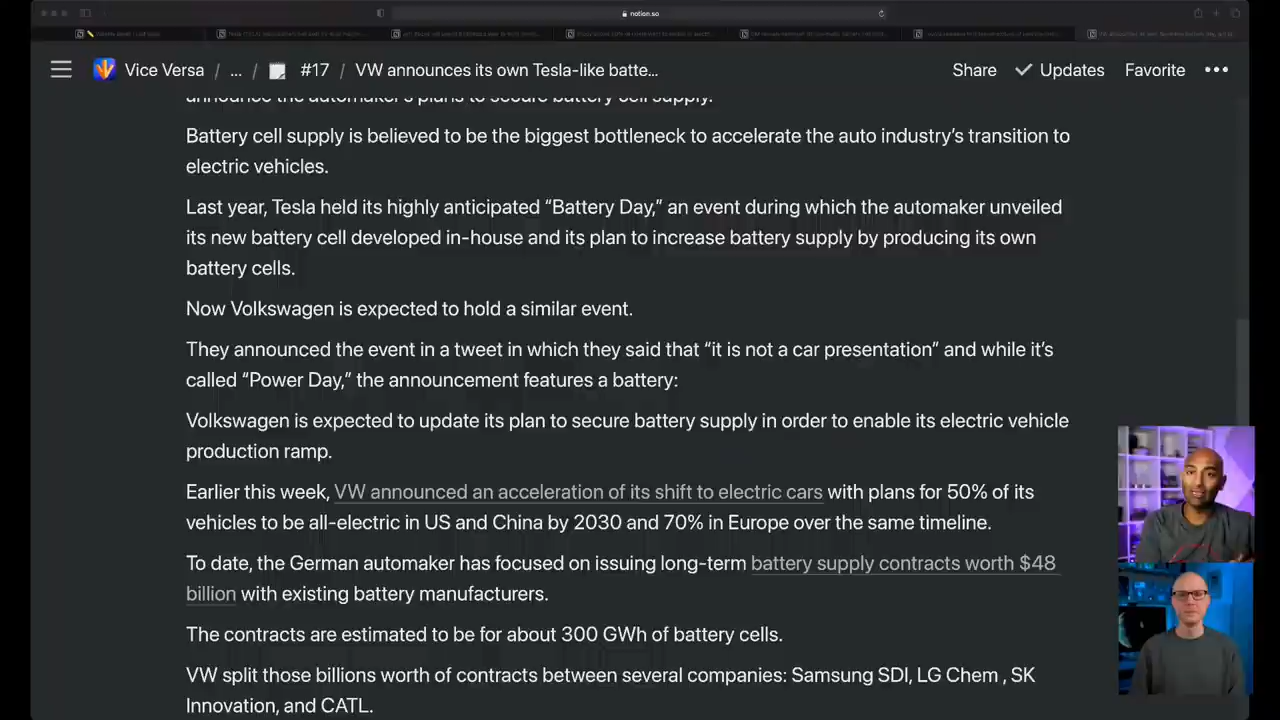 notion.so
Vice Versa / ... / #17 / VW announces its own Tesla-like batte...
Share Updates Favorite
announce the automaker's plans to secure battery cell supply.
Battery cell supply is believed to be the biggest bottleneck to accelerate the auto industry's transition to
electric vehicles.
Last year, Tesla held its highly anticipated “Battery Day,” an event during which the automaker unveiled
its new battery cell developed in-house and its plan to increase battery supply by producing its own
battery cells.
Now Volkswagen is expected to hold a similar event.
They announced the event in a tweet in which they said that “it is not a car presentation” and while it's
called “Power Day,” the announcement features a battery:
Volkswagen is expected to update its plan to secure battery supply in order to enable its electric vehicle
production ramp.
Earlier this week, VW announced an acceleration of its shift to electric cars with plans for 50% of its
vehicles to be all-electric in US and China by 2030 and 70% in Europe over the same timeline.
To date, the German automaker has focused on issuing long-term battery supply contracts worth $48
billion with existing battery manufacturers.
The contracts are estimated to be for about 300 GWh of battery cells.
VW split those billions worth of contracts between several companies: Samsung SDI, LG Chem , SK
Innovation, and CATL.